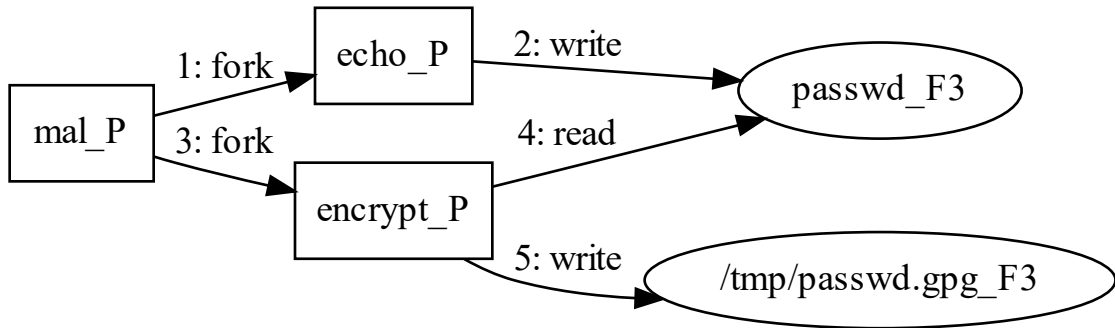 1: fork
echo_P
2: write
passwd_F3
mal_P
3: fork
4: read
encrypt_P
5: write
/tmp/passwd.gpg_F3